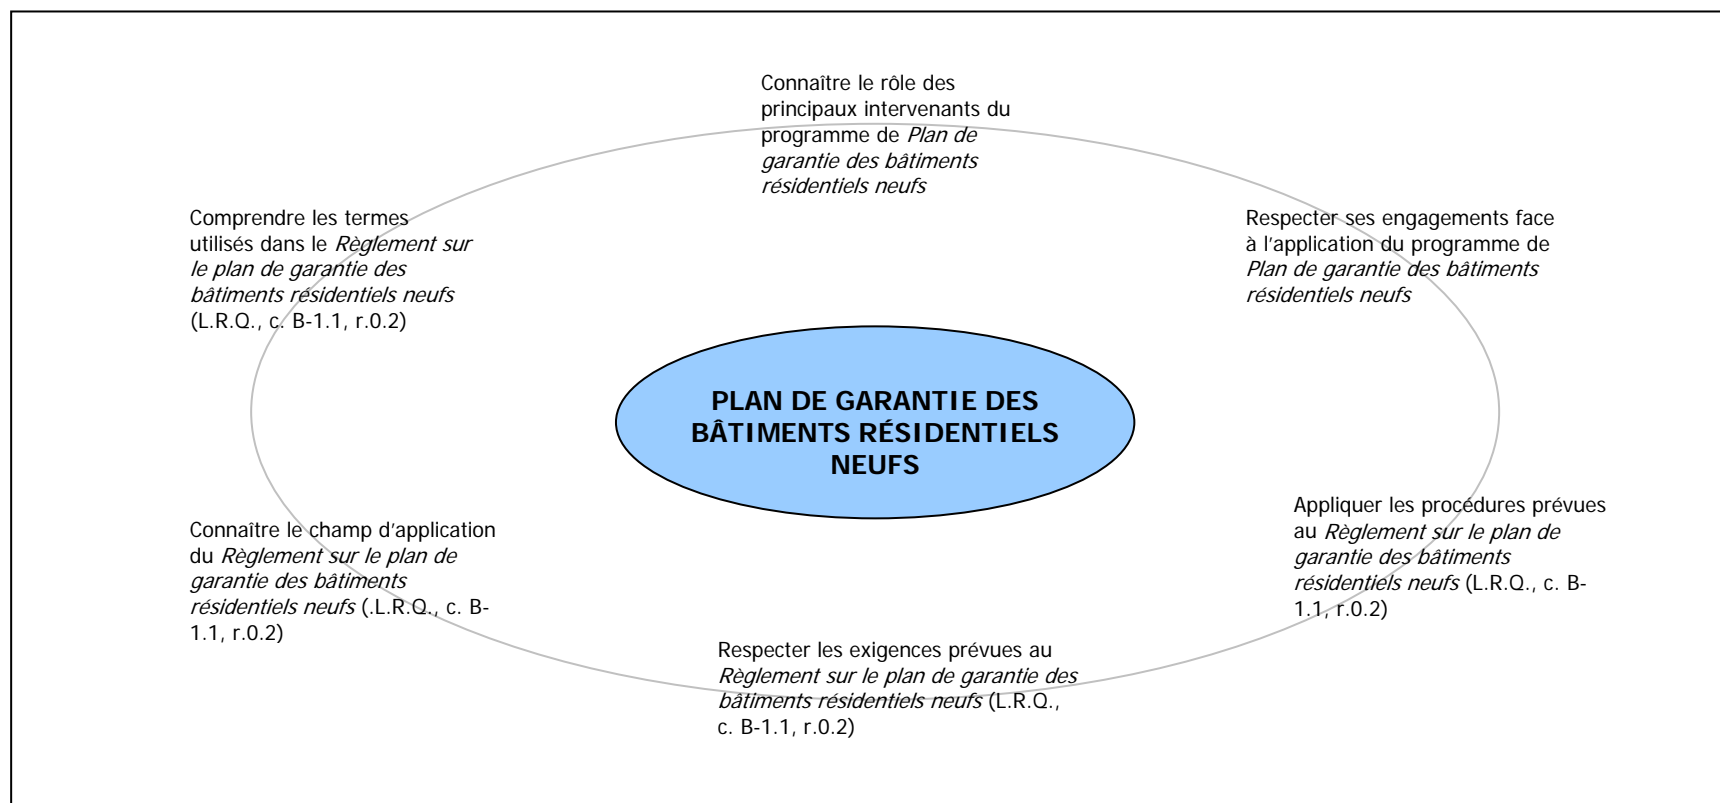 Connaître le rôle des
principaux intervenants du
programme de Plan de
garantie des bâtiments
résidentiels neufs
Comprendre les termes
utilisés dans le Règlement sur
le plan de garantie des
bâtiments résidentiels neufs
(L.R.Q., c. B-1.1, r.0.2)
Respecter ses engagements face
à l'application du programme de
Plan de garantie des bâtiments
résidentiels neufs
PLAN DE GARANTIE DES
BÂTIMENTS RÉSIDENTIELS
NEUFS
Connaître le champ d'application
du Règlement sur le plan de
garantie des bâtiments
résidentiels neufs (.L.R.Q., c. B-
1.1, r.0.2)
Appliquer les procédures prévues
au Règlement sur le plan de
garantie des bâtiments
résidentiels neufs (L.R.Q., c. B-
1.1, r.0.2)
Respecter les exigences prévues au
Règlement sur le plan de garantie des
bâtiments résidentiels neufs (L.R.Q.,
c. B-1.1, r.0.2)